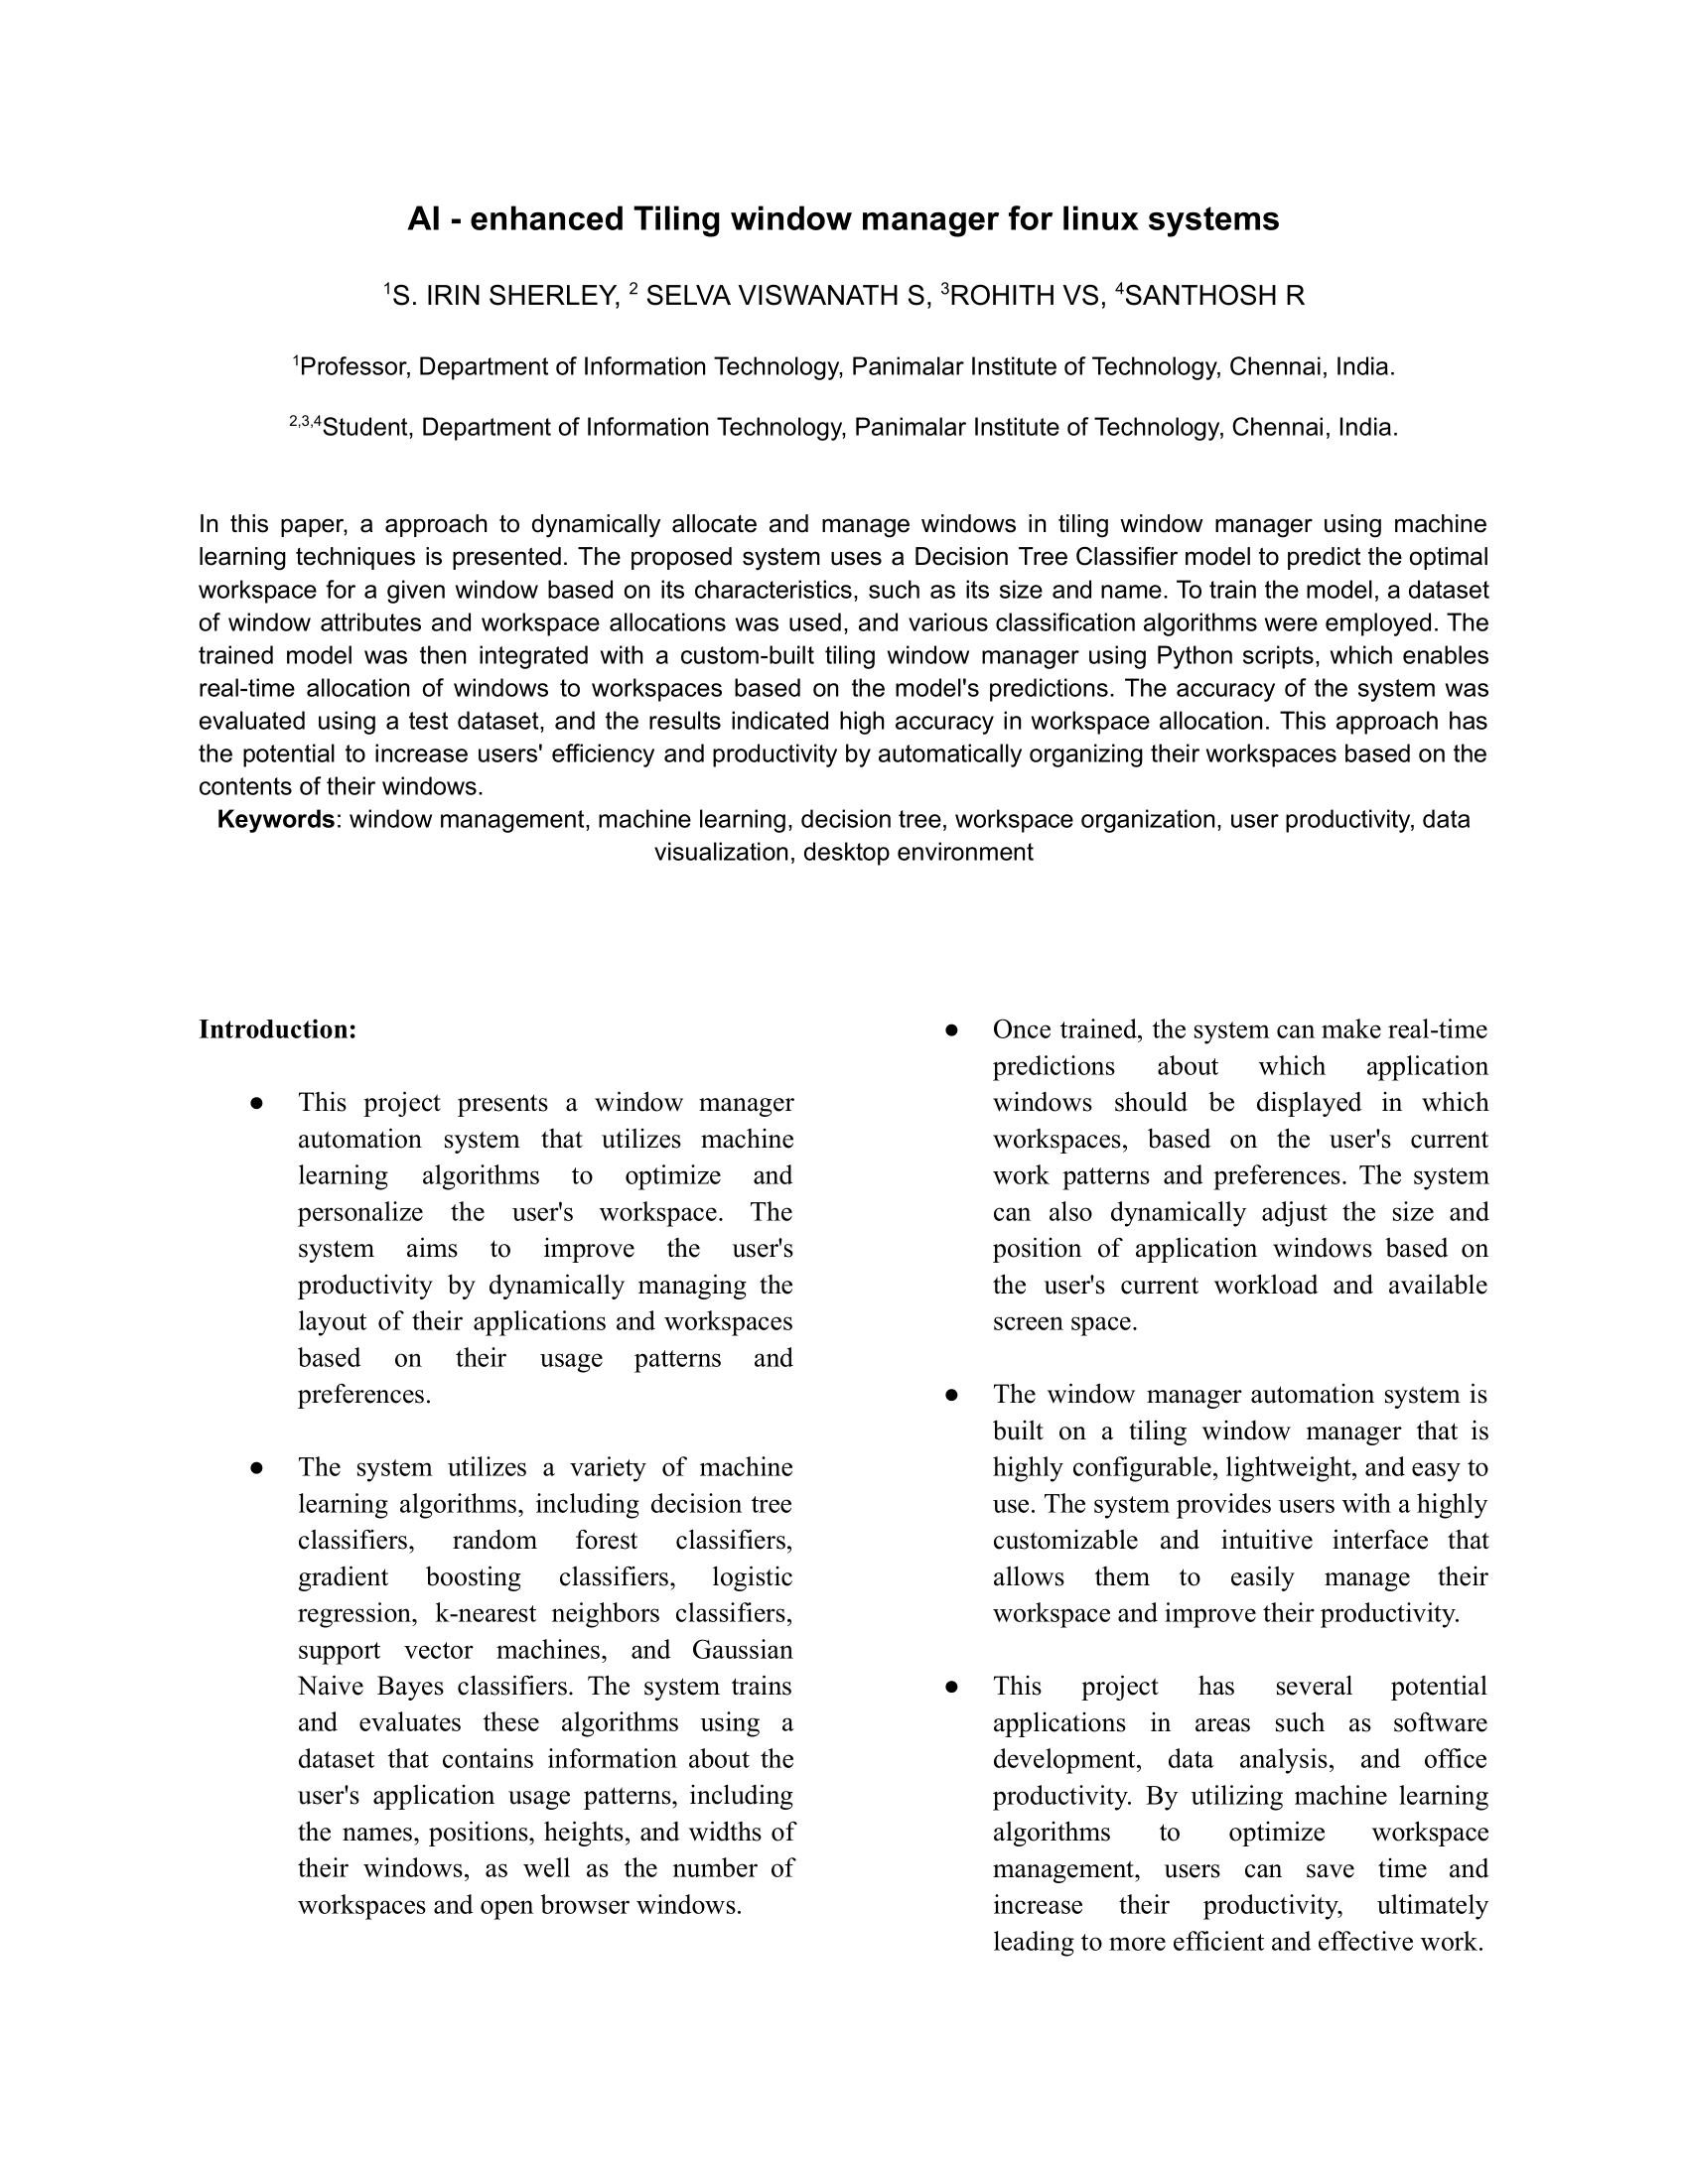 AI - enhanced Tiling window manager for linux systems
1S. IRIN SHERLEY, 2 SELVA VISWANATH S, 3ROHITH VS, 4SANTHOSH R
1Professor, Department of Information Technology, Panimalar Institute of Technology, Chennai, India.
2,3,4Student, Department of Information Technology, Panimalar Institute of Technology, Chennai, India.
In this paper, a approach to dynamically allocate and manage windows in tiling window manager using machine
learning techniques is presented. The proposed system uses a Decision Tree Classifier model to predict the optimal
workspace for a given window based on its characteristics, such as its size and name. To train the model, a dataset
of window attributes and workspace allocations was used, and various classification algorithms were employed. The
trained model was then integrated with a custom-built tiling window manager using Python scripts, which enables
real-time allocation of windows to workspaces based on the model's predictions. The accuracy of the system was
evaluated using a test dataset, and the results indicated high accuracy in workspace allocation. This approach has
the potential to increase users' efficiency and productivity by automatically organizing their workspaces based on the
contents of their windows.
Keywords: window management, machine learning, decision tree, workspace organization, user productivity, data
visualization, desktop environment
Introduction:
● This project presents a window manager
automation system that utilizes machine
learning algorithms to optimize and
personalize the user's workspace. The
system aims to improve the user's
productivity by dynamically managing the
layout of their applications and workspaces
based on their usage patterns and
preferences.
● The system utilizes a variety of machine
learning algorithms, including decision tree
classifiers, random forest classifiers,
gradient boosting classifiers, logistic
regression, k-nearest neighbors classifiers,
support vector machines, and Gaussian
Naive Bayes classifiers. The system trains
and evaluates these algorithms using a
dataset that contains information about the
user's application usage patterns, including
the names, positions, heights, and widths of
their windows, as well as the number of
workspaces and open browser windows.
● Once trained, the system can make real-time
predictions about which application
windows should be displayed in which
workspaces, based on the user's current
work patterns and preferences. The system
can also dynamically adjust the size and
position of application windows based on
the user's current workload and available
screen space.
● The window manager automation system is
built on a tiling window manager that is
highly configurable, lightweight, and easy to
use. The system provides users with a highly
customizable and intuitive interface that
allows them to easily manage their
workspace and improve their productivity.
● This project has several potential
applications in areas such as software
development, data analysis, and office
productivity. By utilizing machine learning
algorithms to optimize workspace
management, users can save time and
increase their productivity, ultimately
leading to more efficient and effective work.